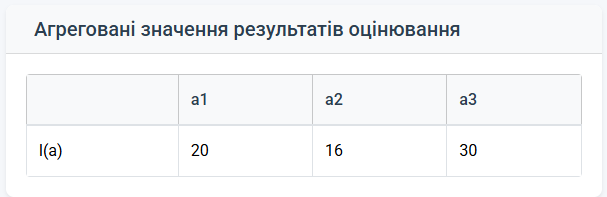 Агреговані значення результатів оцінювання
a1 a2 a3
I(a) 20 16 30